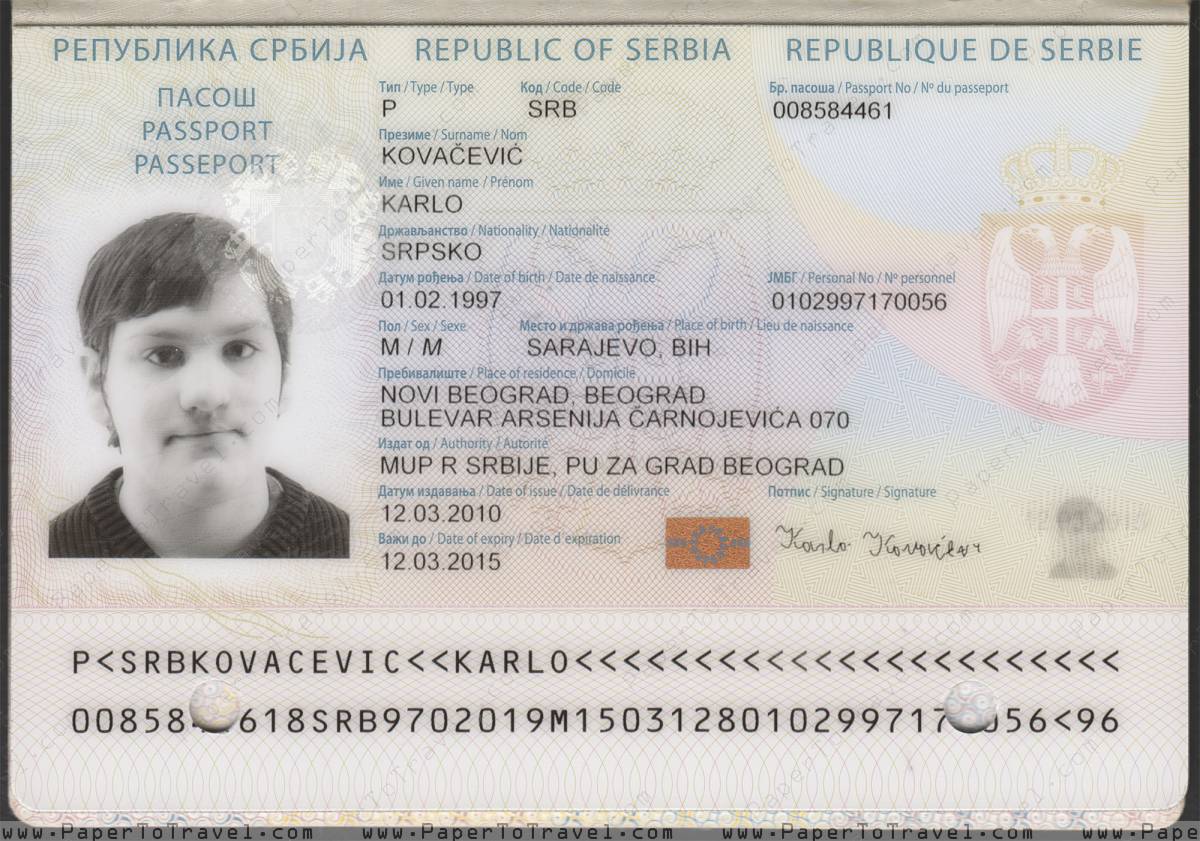 РЕПУБЛИКА СРБИЈА REPUBLIC OF SERBIA REPUBLIQUE DE SERBIE
ПАСОШ
PASSPORT
PASSEPORT
Тип / Type / Type Код / Code / Code Бр. пасоша / Passport No / Nº du passeport
P SRB 008584461
Презиме / Surname / Nom
KOVAČEVIĆ
Име / Given name / Prénom
KARLO
Држављанство / Nationality / Nationalité
SRPSKO
Датум рођења / Date of birth / Date de naissance ЈМБГ / Personal No / Nº personnel
01.02.1997 0102997170056
Пол / Sex / Sexe Место и држава рођења / Place of birth / Lieu de naissance
M / M SARAJEVO, BIH
Пребивалиште / Place of residence / Domicile
NOVI BEOGRAD, BEOGRAD
BULEVAR ARSENIJA ČARNOJEVIĆA 070
Издат од / Authority / Autorité
MUP R SRBIJE, PU ZA GRAD BEOGRAD
Датум издавања / Date of issue / Date de délivrance Потпис / Signature / Signature
12.03.2010
Важи до / Date of expiry / Date d'expiration
12.03.2015
Karlo Kovačević
P<SRBKOVACEVIC<<KARLO<<<<<<<<<<<<<<<<<<<<<<<
00858 618SRB9702019M1503128010299717 056<96
www.PaperToTravel.com www.PaperToTravel.com www.PaperToTravel.com www.Pape